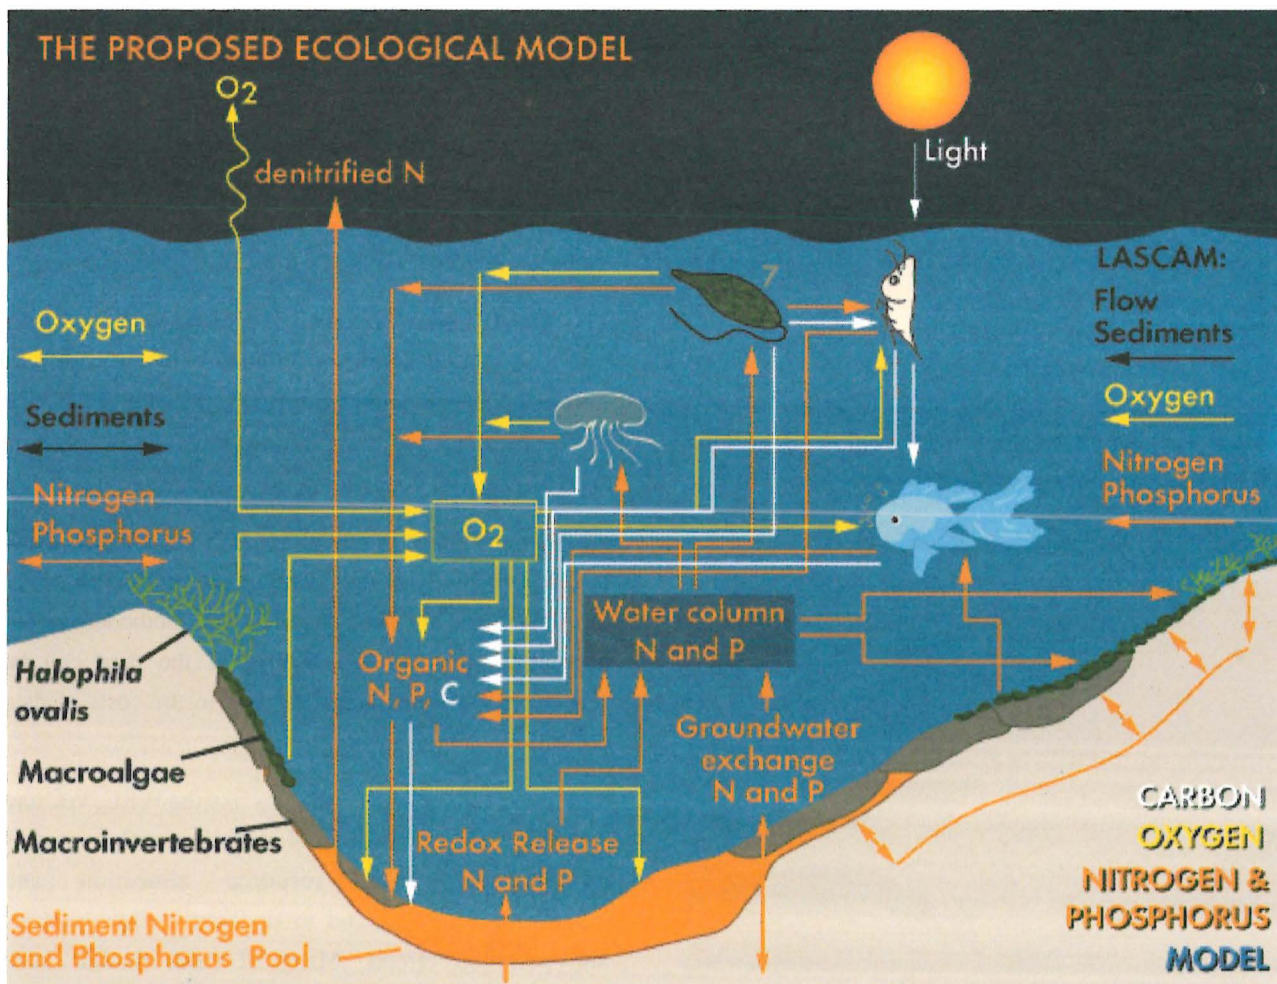 THE PROPOSED ECOLOGICAL MODEL
O2
denitrified N
Light
7
LASCAM:
Flow
Sediments
Oxygen
Oxygen
Sediments
Nitrogen
Phosphorus
Nitrogen
Phosphorus
O2
Water column
N and P
Organic
N, P, C
Halophila
ovalis
Groundwater
exchange
N and P
Macroalgae
Macroinvertebrates
Redox Release
N and P
CARBON
OXYGEN
NITROGEN &
PHOSPHORUS
MODEL
Sediment Nitrogen
and Phosphorus Pool